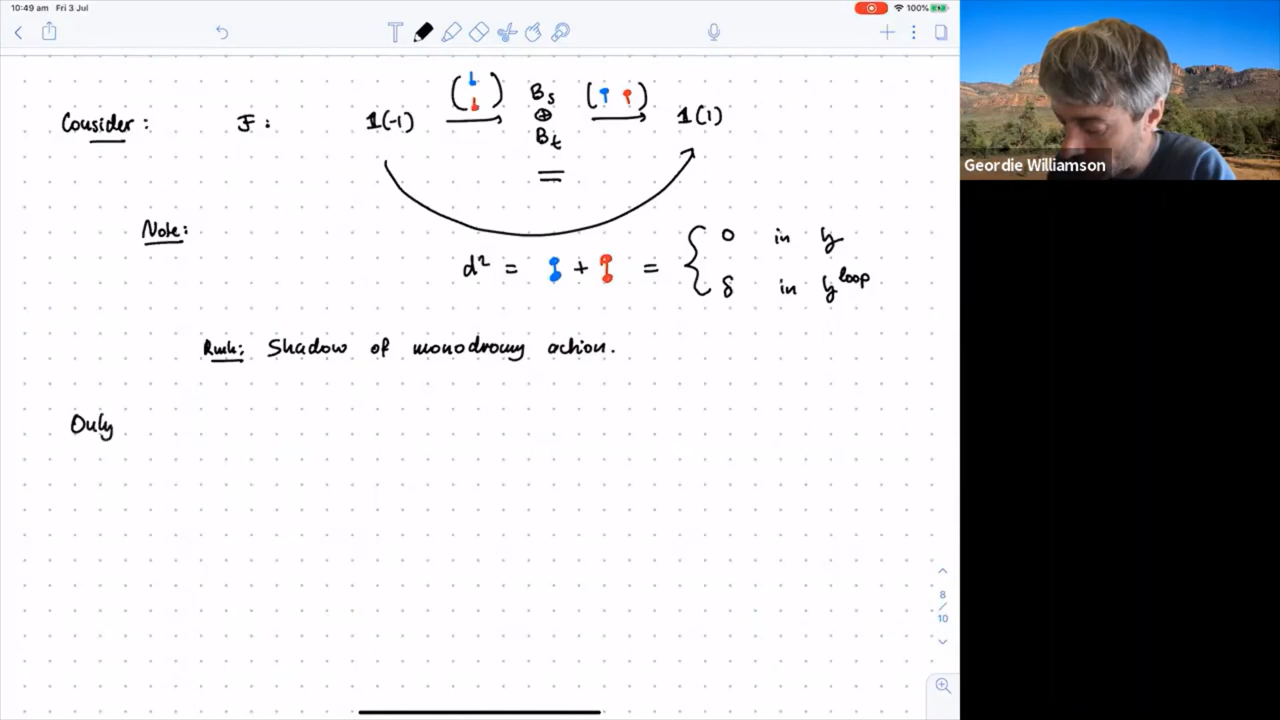 10:49 am Fri 3 Jul
100%
T
Consider: F: 𝟙(-1) → B_s ⊕ B_t → 𝟙(1)
Note:
d² = + = { 0 in 𝓗
δ in 𝓗^loop
Rmk: Shadow of monodromy action.
Only
8 / 10
Geordie Williamson